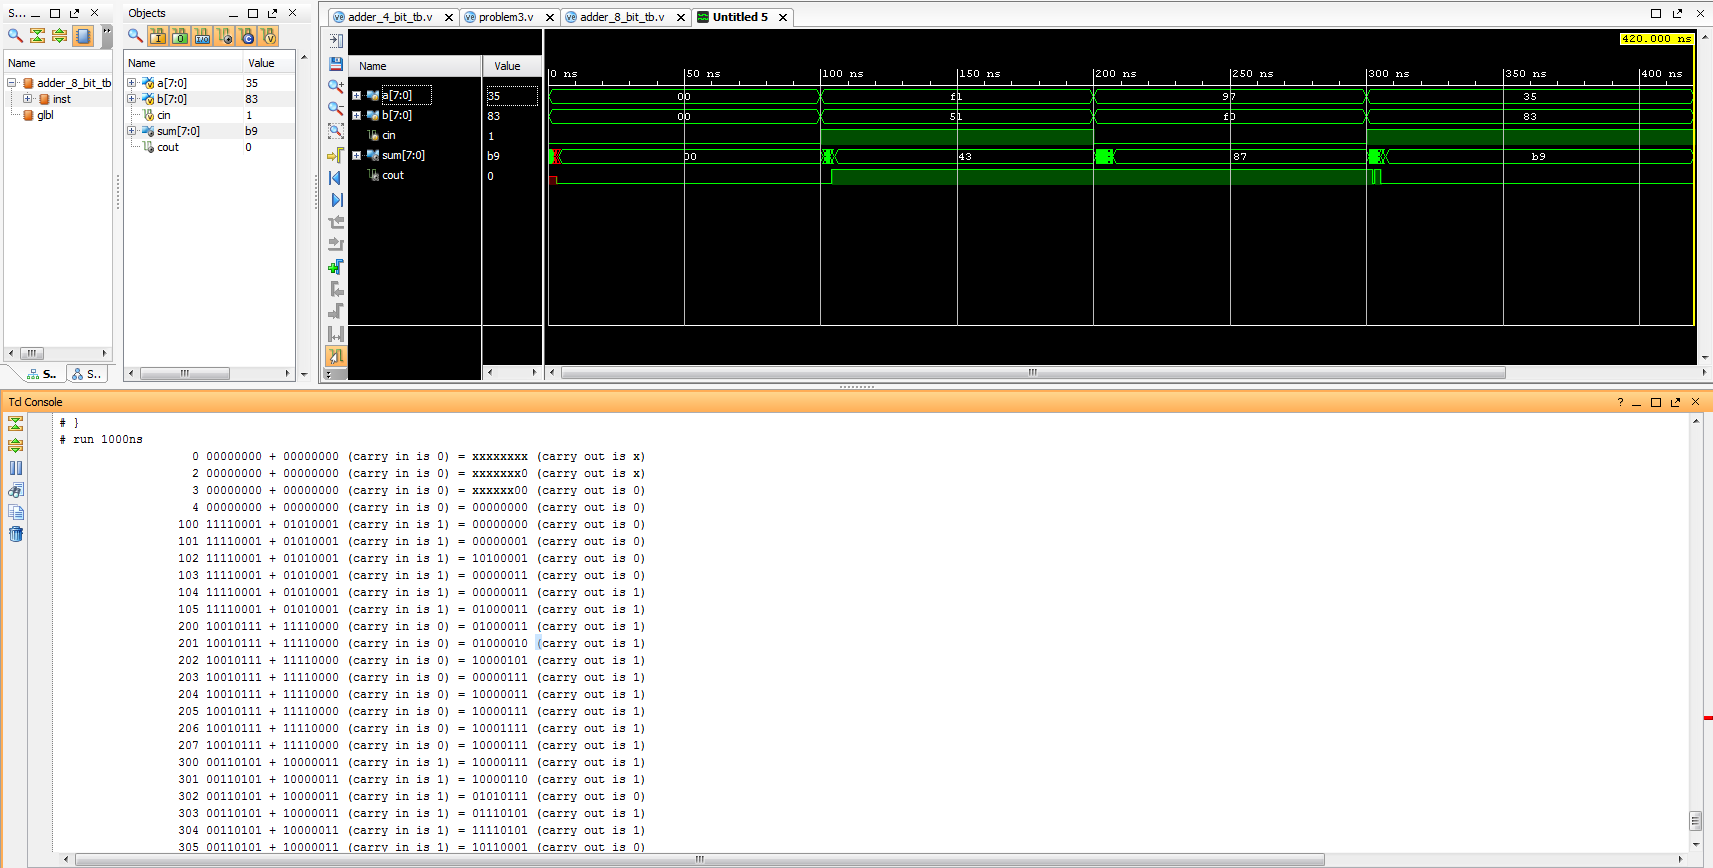 S...
Name
adder_8_bit_tb
inst
glbl
S..
S..
Objects
Name Value
a[7:0] 35
b[7:0] 83
cin 1
sum[7:0] b9
cout 0
adder_4_bit_tb.v
problem3.v
adder_8_bit_tb.v
Untitled 5
420.000 ns
Name Value
0 ns 50 ns 100 ns 150 ns 200 ns 250 ns 300 ns 350 ns 400 ns
a[7:0] 35 00 f1 97 35
b[7:0] 83 00 51 f0 83
cin 1
sum[7:0] b9 00 43 87 b9
cout 0
Tcl Console
# }
# run 1000ns
0 00000000 + 00000000 (carry in is 0) = xxxxxxxx (carry out is x)
2 00000000 + 00000000 (carry in is 0) = xxxxxxx0 (carry out is x)
3 00000000 + 00000000 (carry in is 0) = xxxxxx00 (carry out is 0)
4 00000000 + 00000000 (carry in is 0) = 00000000 (carry out is 0)
100 11110001 + 01010001 (carry in is 1) = 00000000 (carry out is 0)
101 11110001 + 01010001 (carry in is 1) = 00000001 (carry out is 0)
102 11110001 + 01010001 (carry in is 1) = 10100001 (carry out is 0)
103 11110001 + 01010001 (carry in is 1) = 00000011 (carry out is 0)
104 11110001 + 01010001 (carry in is 1) = 00000011 (carry out is 1)
105 11110001 + 01010001 (carry in is 1) = 01000011 (carry out is 1)
200 10010111 + 11110000 (carry in is 0) = 01000011 (carry out is 1)
201 10010111 + 11110000 (carry in is 0) = 01000010 (carry out is 1)
202 10010111 + 11110000 (carry in is 0) = 10000101 (carry out is 1)
203 10010111 + 11110000 (carry in is 0) = 00000111 (carry out is 1)
204 10010111 + 11110000 (carry in is 0) = 10000011 (carry out is 1)
205 10010111 + 11110000 (carry in is 0) = 10000111 (carry out is 1)
206 10010111 + 11110000 (carry in is 0) = 10001111 (carry out is 1)
207 10010111 + 11110000 (carry in is 0) = 10000111 (carry out is 1)
300 00110101 + 10000011 (carry in is 1) = 10000111 (carry out is 1)
301 00110101 + 10000011 (carry in is 1) = 10000110 (carry out is 1)
302 00110101 + 10000011 (carry in is 1) = 01010111 (carry out is 0)
303 00110101 + 10000011 (carry in is 1) = 01110101 (carry out is 1)
304 00110101 + 10000011 (carry in is 1) = 11110101 (carry out is 1)
305 00110101 + 10000011 (carry in is 1) = 10110001 (carry out is 0)